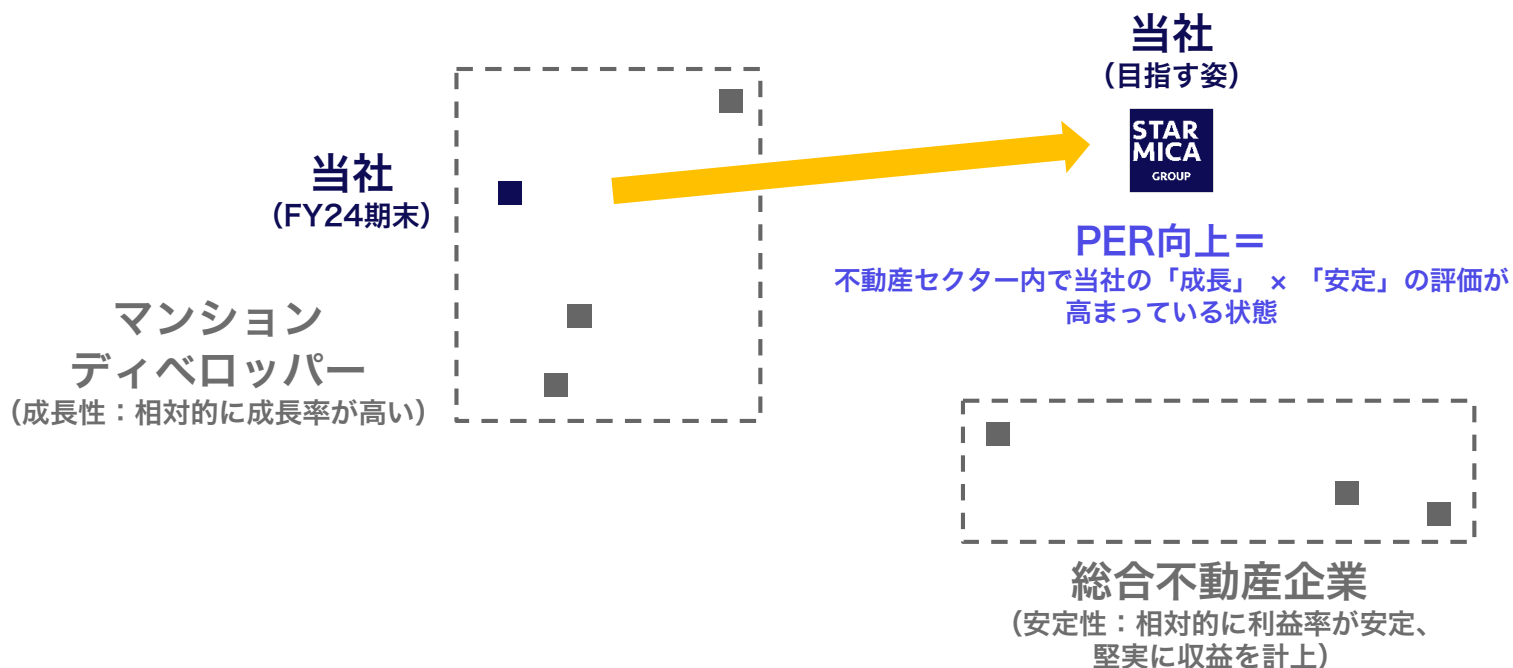 当社
（目指す姿）
STAR
MICA
GROUP
当社
（FY24期末）
PER向上＝
不動産セクター内で当社の「成長」 × 「安定」の評価が
高まっている状態
マンション
ディベロッパー
（成長性：相対的に成長率が高い）
総合不動産企業
（安定性：相対的に利益率が安定、
堅実に収益を計上）